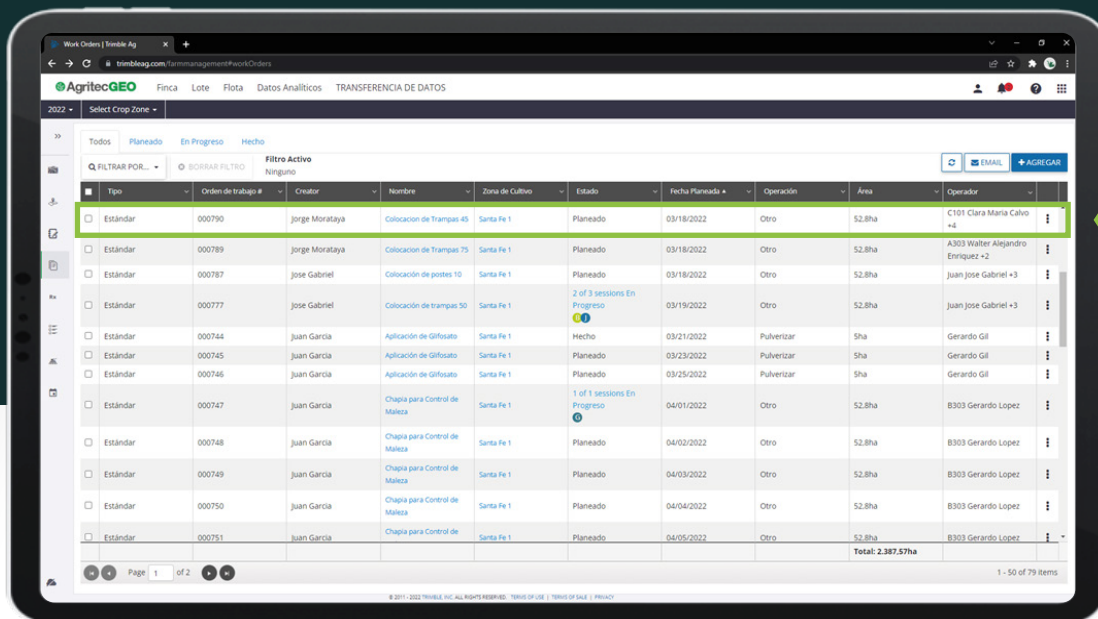 Work Orders | Trimble Ag
trimbleag.com/farmmanagement#workOrders
AgritecGEO Finca Lote Flota Datos Analíticos TRANSFERENCIA DE DATOS
2022 Select Crop Zone
Todos Planeado En Progreso Hecho
FILTRAR POR... BORRAR FILTRO Filtro Activo EMAIL + AGREGAR
Ninguno
Tipo Orden de trabajo # Creator Nombre Zona de Cultivo Estado Fecha Planeada Operación Área Operador
Estándar 000790 Jorge Morataya Colocacion de Trampas 45 Santa Fe 1 Planeado 03/18/2022 Otro 52.8ha C101 Clara Maria Calvo
+4
Estándar 000789 Jorge Morataya Colocacion de Trampas 75 Santa Fe 1 Planeado 03/18/2022 Otro 52.8ha A303 Walter Alejandro
Enriquez +2
Estándar 000787 Jose Gabriel Colocación de postes 10 Santa Fe 1 Planeado 03/18/2022 Otro 52.8ha Juan Jose Gabriel +3
Estándar 000777 Jose Gabriel Colocación de trampas 50 Santa Fe 1 2 of 3 sessions En
Progreso 03/19/2022 Otro 52.8ha Juan Jose Gabriel +3
Estándar 000744 Juan Garcia Aplicación de Glifosato Santa Fe 1 Hecho 03/21/2022 Pulverizar 5ha Gerardo Gil
Estándar 000745 Juan Garcia Aplicación de Glifosato Santa Fe 1 Planeado 03/23/2022 Pulverizar 5ha Gerardo Gil
Estándar 000746 Juan Garcia Aplicación de Glifosato Santa Fe 1 Planeado 03/25/2022 Pulverizar 5ha Gerardo Gil
Estándar 000747 Juan Garcia Chapia para Control de
Maleza Santa Fe 1 1 of 1 sessions En
Progreso 04/01/2022 Otro 52.8ha B303 Gerardo Lopez
G
Estándar 000748 Juan Garcia Chapia para Control de
Maleza Santa Fe 1 Planeado 04/02/2022 Otro 52.8ha B303 Gerardo Lopez
Estándar 000749 Juan Garcia Chapia para Control de
Maleza Santa Fe 1 Planeado 04/03/2022 Otro 52.8ha B303 Gerardo Lopez
Estándar 000750 Juan Garcia Chapia para Control de
Maleza Santa Fe 1 Planeado 04/04/2022 Otro 52.8ha B303 Gerardo Lopez
Estándar 000751 Juan Garcia Chapia para Control de Santa Fe 1 Planeado 04/05/2022 Otro 52.8ha B303 Gerardo Lopez
Total: 2.387,57ha
Page 1 of 2 1 - 50 of 79 items
© 2011 - 2022 TRIMBLE, INC. ALL RIGHTS RESERVED. TERMS OF USE | TERMS OF SALE | PRIVACY